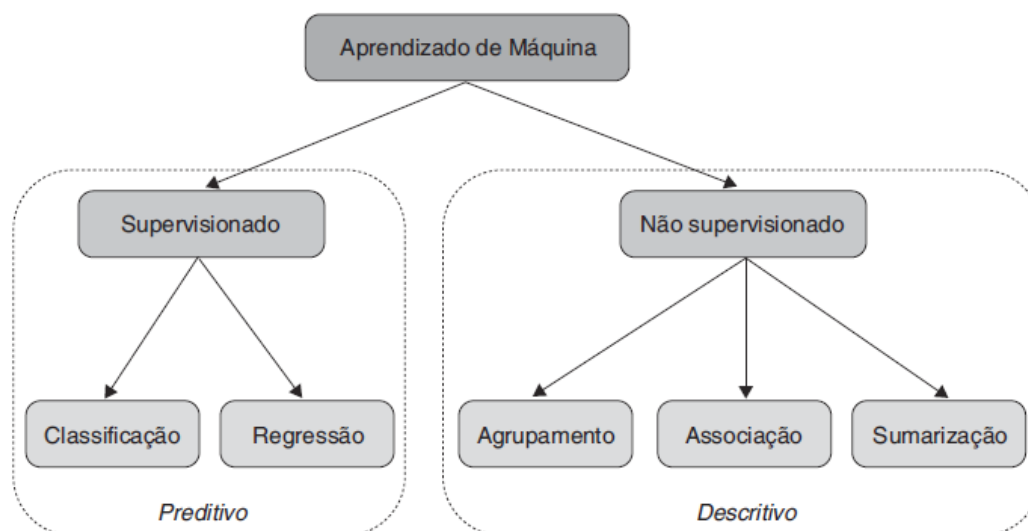 Aprendizado de Máquina
Supervisionado
Não supervisionado
Classificação
Regressão
Agrupamento
Associação
Sumarização
Preditivo
Descritivo